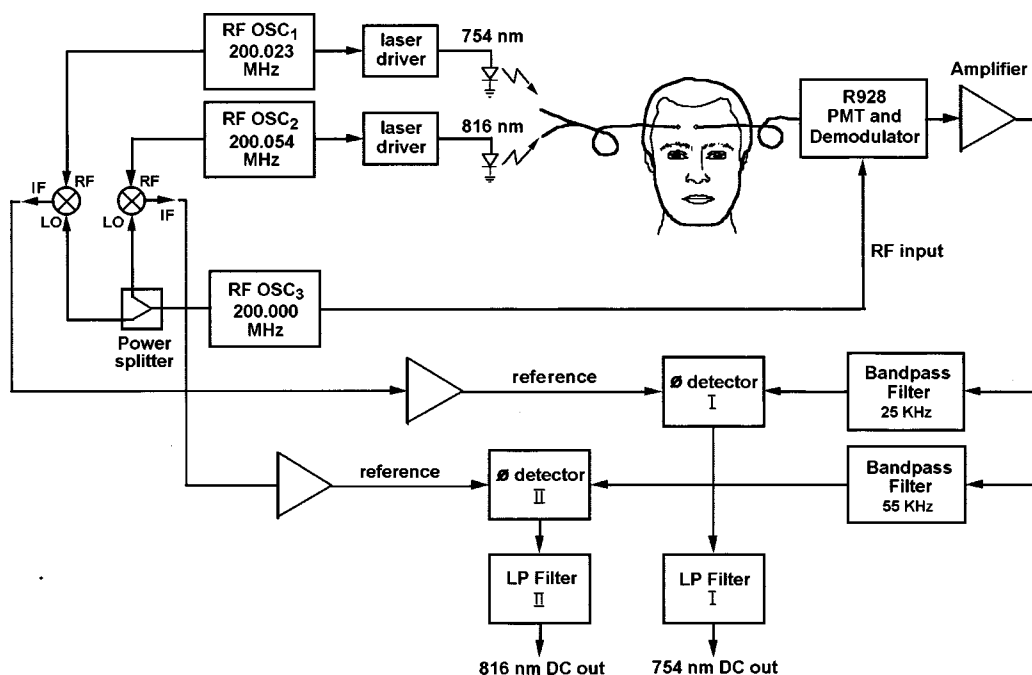 RF OSC1
200.023
MHz
laser
driver
754 nm
Amplifier
R928
PMT and
Demodulator
RF OSC2
200.054
MHz
laser
driver
816 nm
IF
RF
LO
RF
IF
LO
RF input
RF OSC3
200.000
MHz
Power
splitter
reference
ø detector
I
Bandpass
Filter
25 KHz
reference
ø detector
II
Bandpass
Filter
55 KHz
LP Filter
II
LP Filter
I
816 nm DC out
754 nm DC out